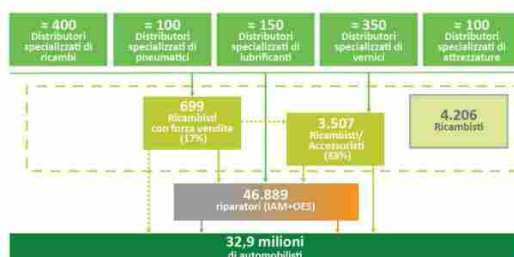 ≈ 400
Distributori
specializzati di
ricambi
≈ 100
Distributori
specializzati di
pneumatici
≈ 150
Distributori
specializzati di
lubrificanti
≈ 350
Distributori
specializzati di
vernici
≈ 100
Distributori
specializzati di
attrezzature
699
Ricambisti
con forza vendite
(17%)
3.507
Ricambisti/
Accessoristi
(83%)
4.206
Ricambisti
46.889
riparatori (IAM+OES)
32,9 milioni
di automobilisti